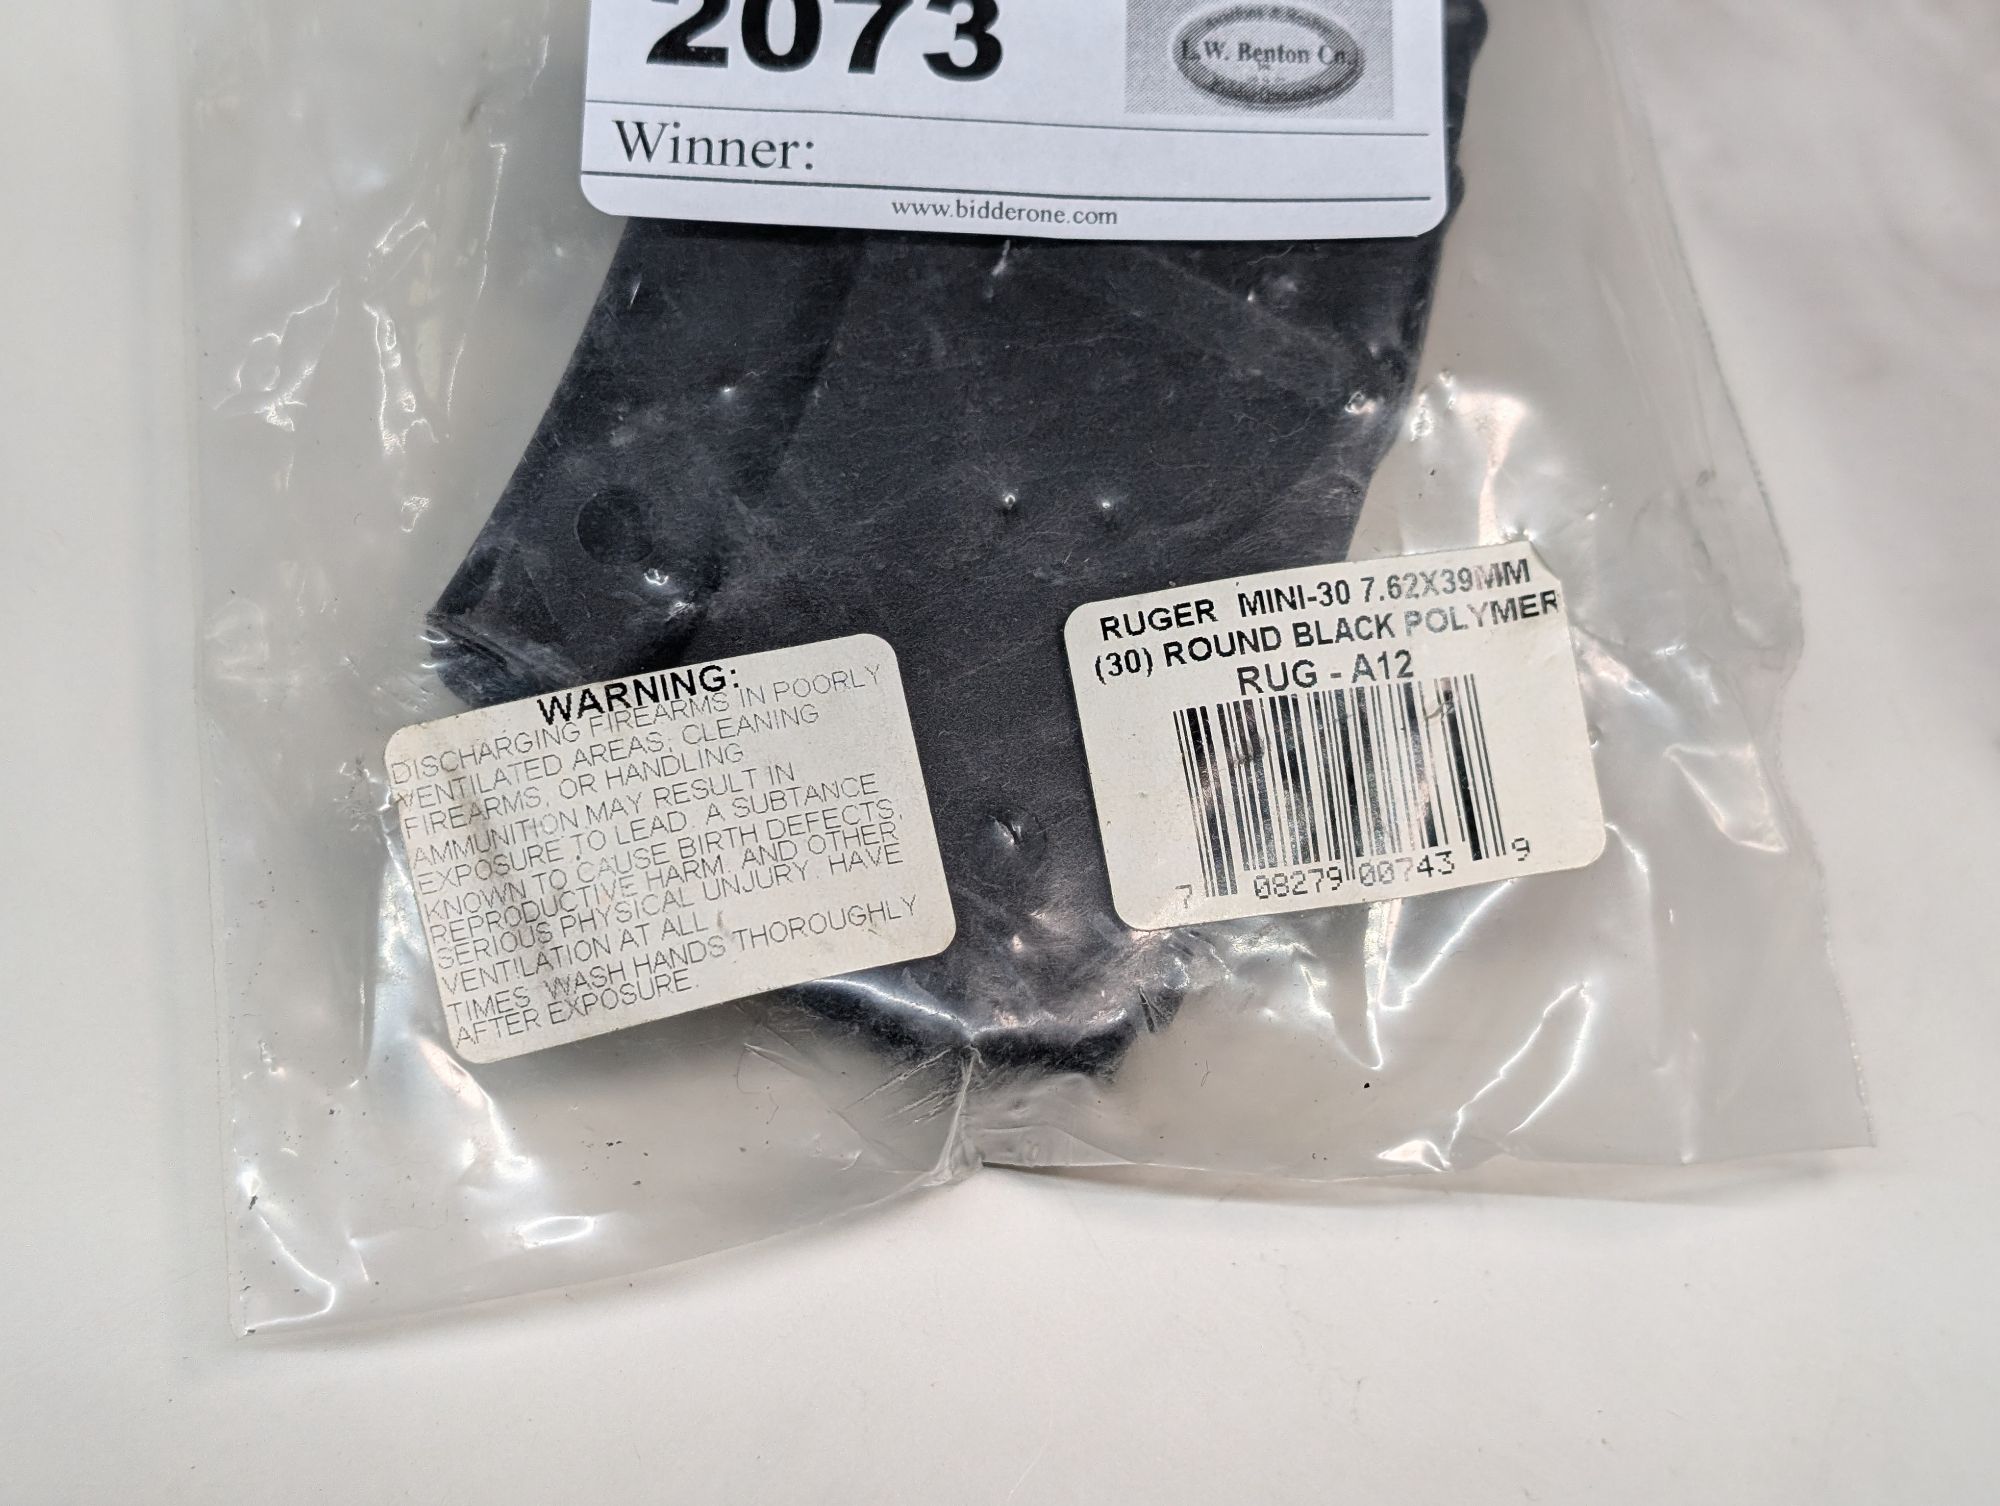 2073
L.W. Benton Co.
Winner:
www.bidderone.com
RUGER MINI-30 7.62X39MM
(30) ROUND BLACK POLYMER
RUG - A12
7 08279 00743 9
WARNING:
DISCHARGING FIREARMS IN POORLY
VENTILATED AREAS, CLEANING
FIREARMS, OR HANDLING
AMMUNITION MAY RESULT IN
EXPOSURE TO LEAD A SUBTANCE
KNOWN TO CAUSE BIRTH DEFECTS,
REPRODUCTIVE HARM, AND OTHER
SERIOUS PHYSICAL UNJURY. HAVE
VENTILATION AT ALL
TIMES. WASH HANDS THOROUGHLY
AFTER EXPOSURE.